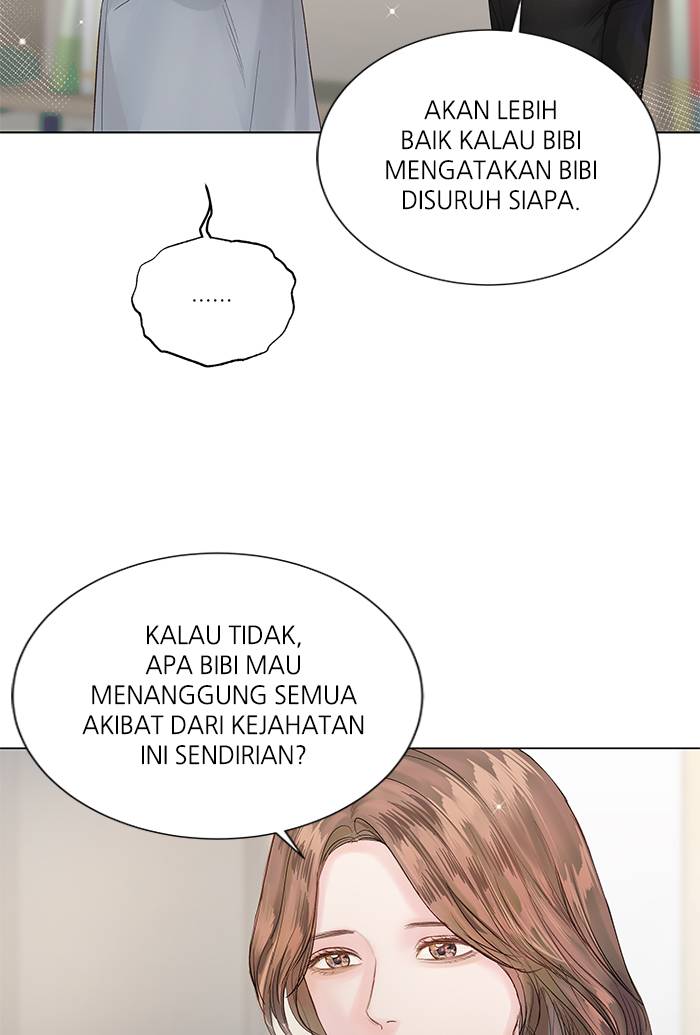 AKAN LEBIH
BAIK KALAU BIBI
MENGATAKAN BIBI
DISURUH SIAPA.
......
KALAU TIDAK,
APA BIBI MAU
MENANGGUNG SEMUA
AKIBAT DARI KEJAHATAN
INI SENDIRIAN?